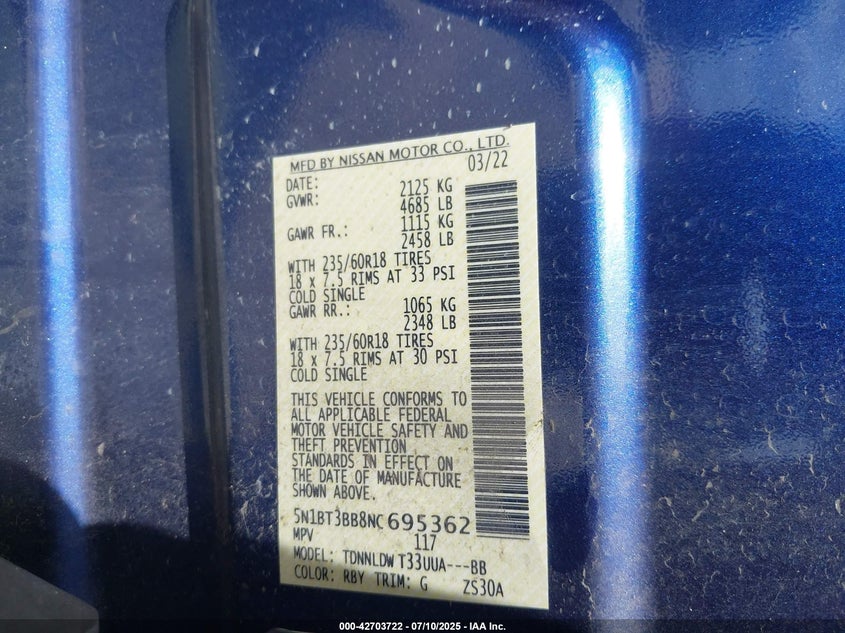 MFD BY NISSAN MOTOR CO., LTD.
DATE: 03/22
GVWR: 2125 KG
4685 LB
GAWR FR.: 1115 KG
2458 LB
WITH 235/60R18 TIRES
18 x 7.5 RIMS AT 33 PSI
COLD SINGLE
GAWR RR.: 1065 KG
2348 LB
WITH 235/60R18 TIRES
18 x 7.5 RIMS AT 30 PSI
COLD SINGLE
THIS VEHICLE CONFORMS TO
ALL APPLICABLE FEDERAL
MOTOR VEHICLE SAFETY AND
THEFT PREVENTION
STANDARDS IN EFFECT ON
THE DATE OF MANUFACTURE
SHOWN ABOVE.
5N1BT3BB8NC695362
MPV 117
MODEL: TDNNLDW T33UUA---BB
COLOR: RBY TRIM: G ZS30A
000-42703722 - 07/10/2025 - IAA Inc.